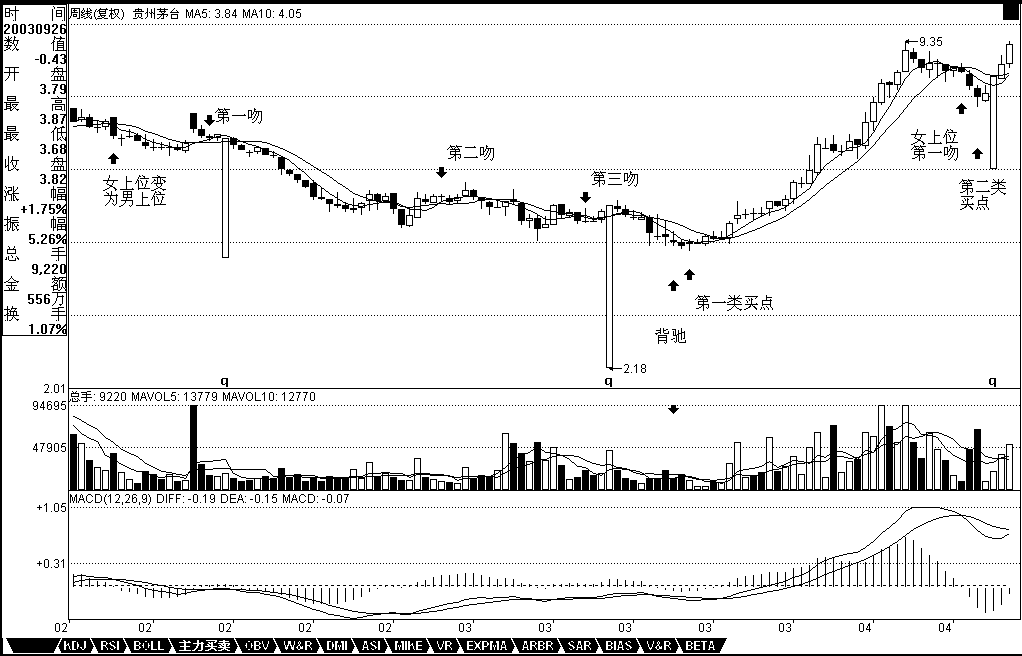 时 间
20030926
数 值
-0.43
开 盘
3.79
最 高
3.87
最 低
3.68
收 盘
3.82
涨 幅
+1.75%
振 幅
5.26%
总 手
9,220
金 额
556万
换 手
1.07%
周线(复权) 贵州茅台 MA5: 3.84 MA10: 4.05
9.35
第一吻
第二吻
第三吻
女上位变
为男上位
女上位
第一吻
第二类
买点
第一类买点
背驰
2.18
q q q
2.01
总手: 9220 MAVOL5: 13779 MAVOL10: 12770
94695
47905
MACD(12,26,9) DIFF: -0.19 DEA: -0.15 MACD: -0.07
+1.05
+0.31
02 02 02 02 02 03 03 03 03 03 04 04
KDJ RSI BOLL 主力买卖 OBV W&R DMI ASI MIKE VR EXPMA ARBR SAR BIAS V&R BETA